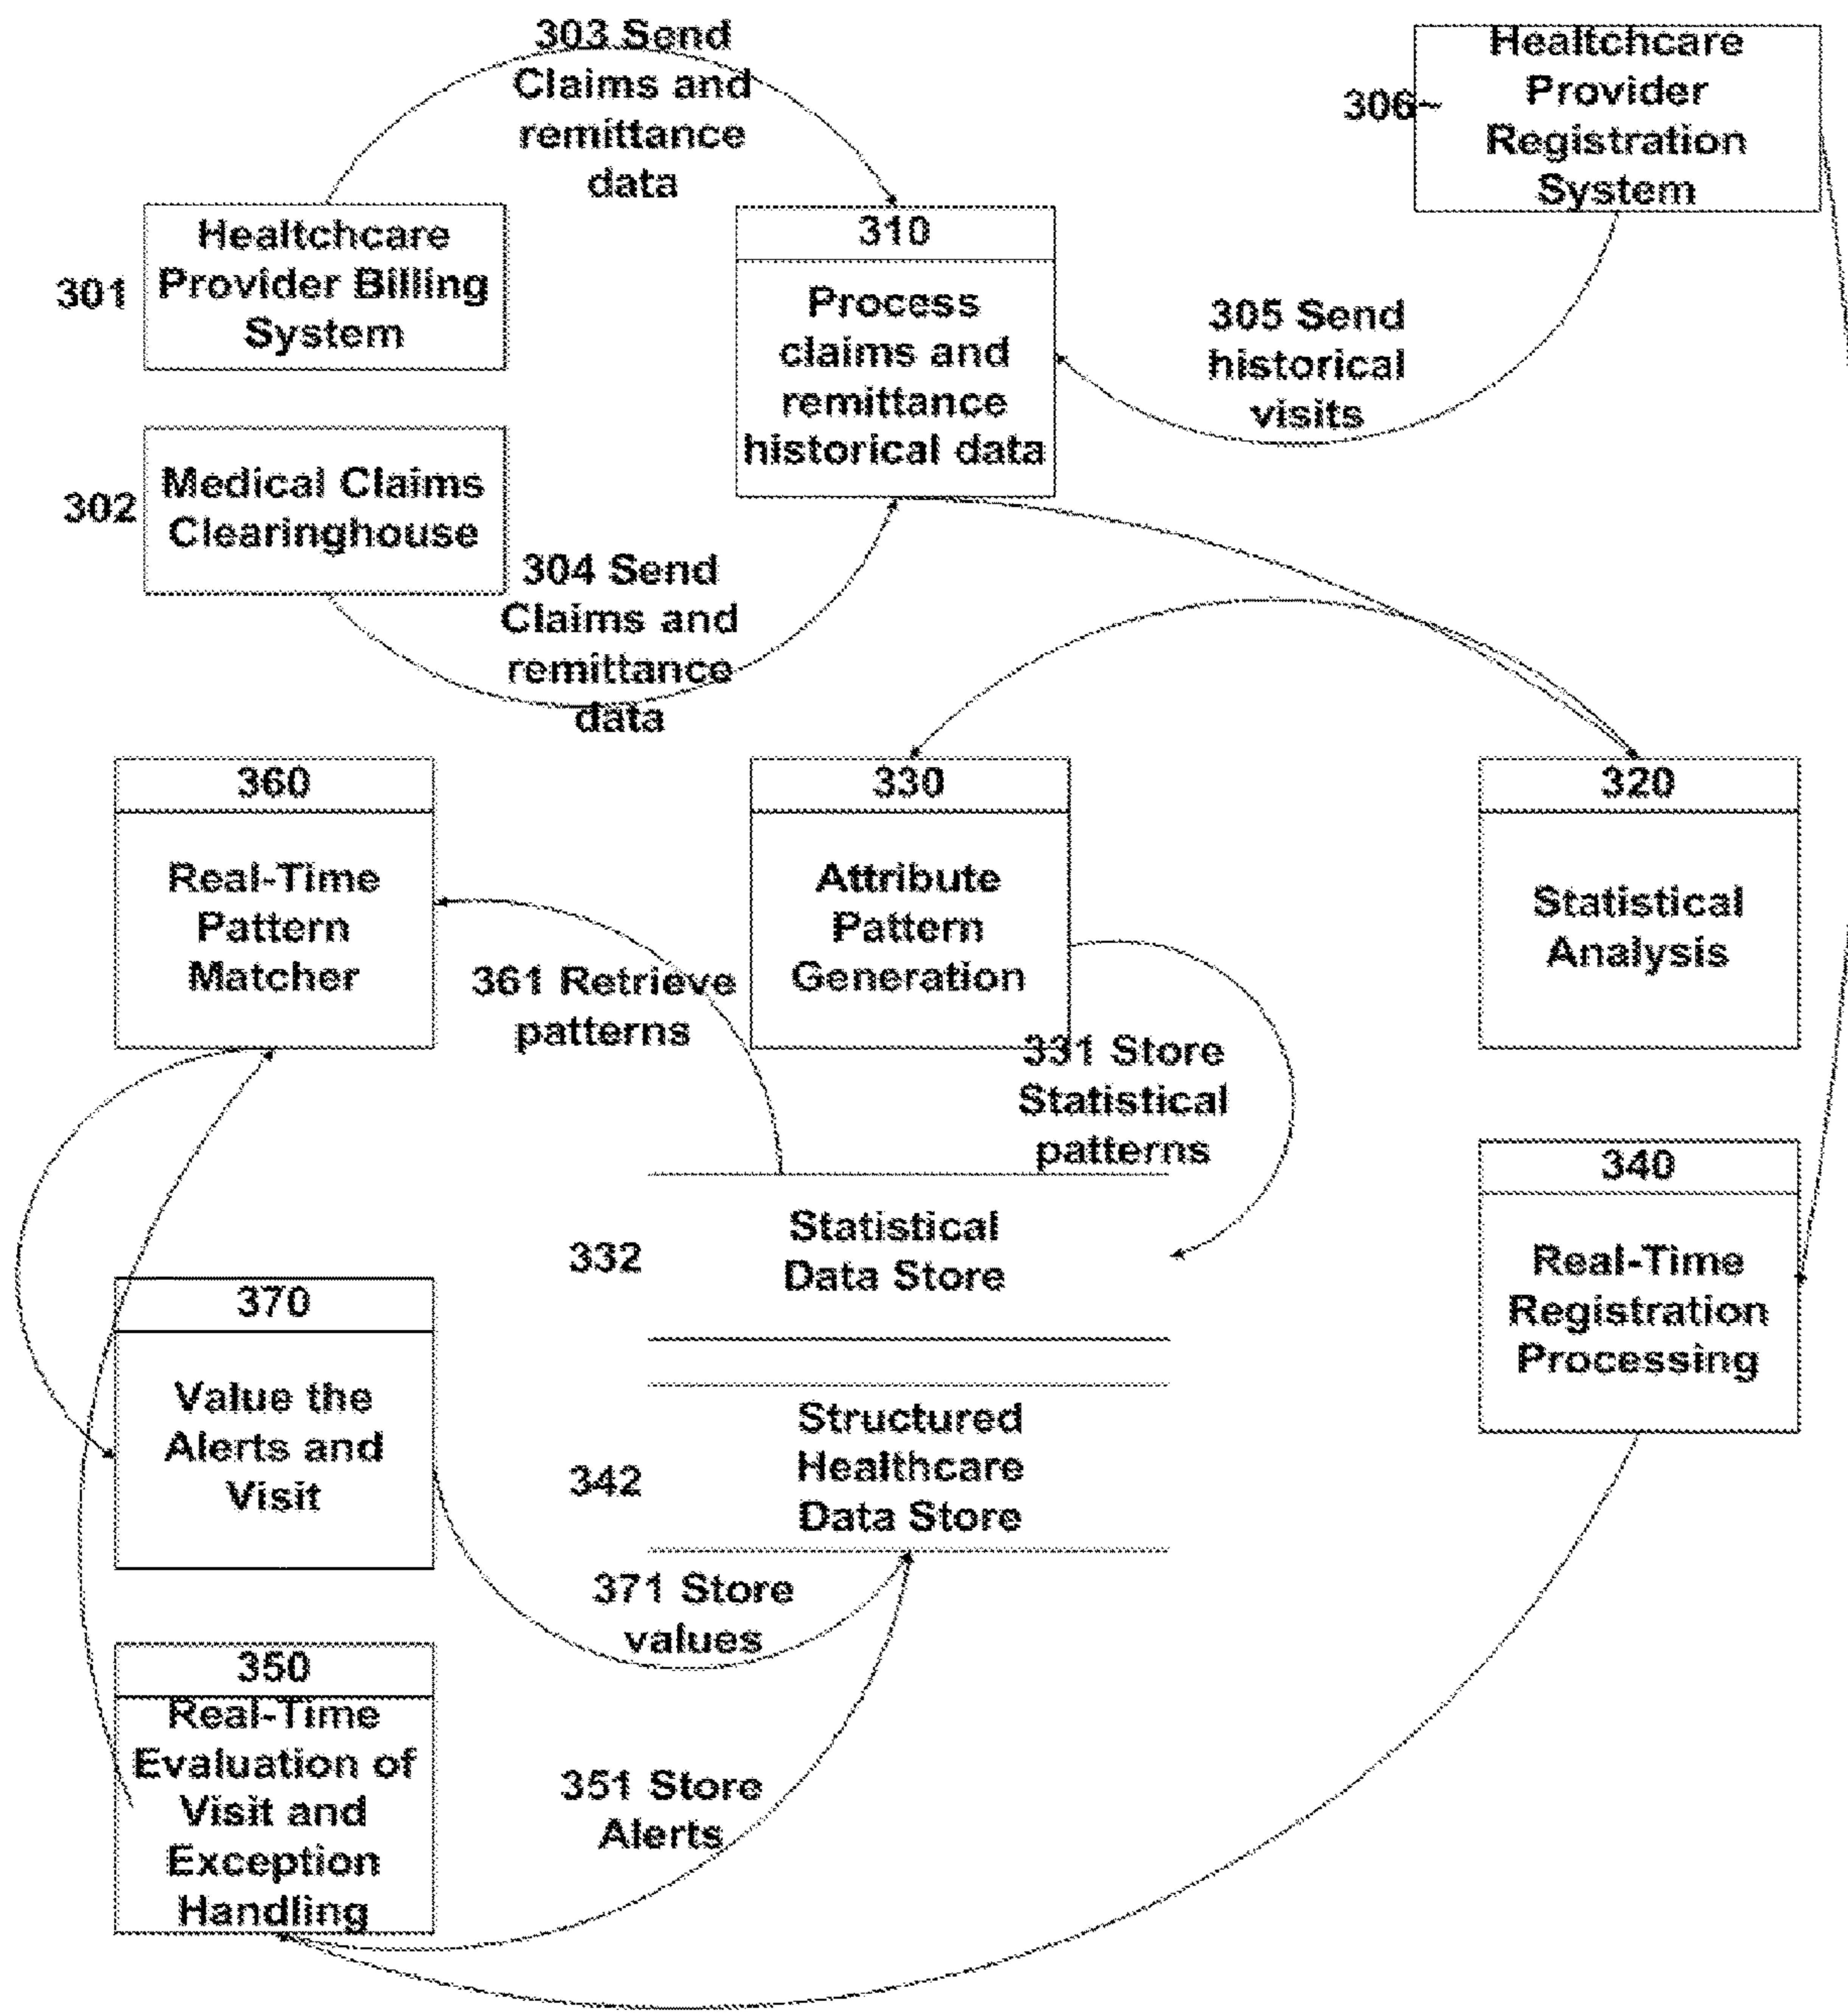 303 Send
Claims and
remittance
data
Healtchcare
Provider
Registration
System
306
Healtchcare
Provider Billing
System
301
310
Process
claims and
remittance
historical data
305 Send
historical
visits
Medical Claims
Clearinghouse
302
304 Send
Claims and
remittance
data
360
Real-Time
Pattern
Matcher
330
Attribute
Pattern
Generation
320
Statistical
Analysis
361 Retrieve
patterns
331 Store
Statistical
patterns
332
Statistical
Data Store
340
Real-Time
Registration
Processing
370
Value the
Alerts and
Visit
342
Structured
Healthcare
Data Store
371 Store
values
350
Real-Time
Evaluation of
Visit and
Exception
Handling
351 Store
Alerts